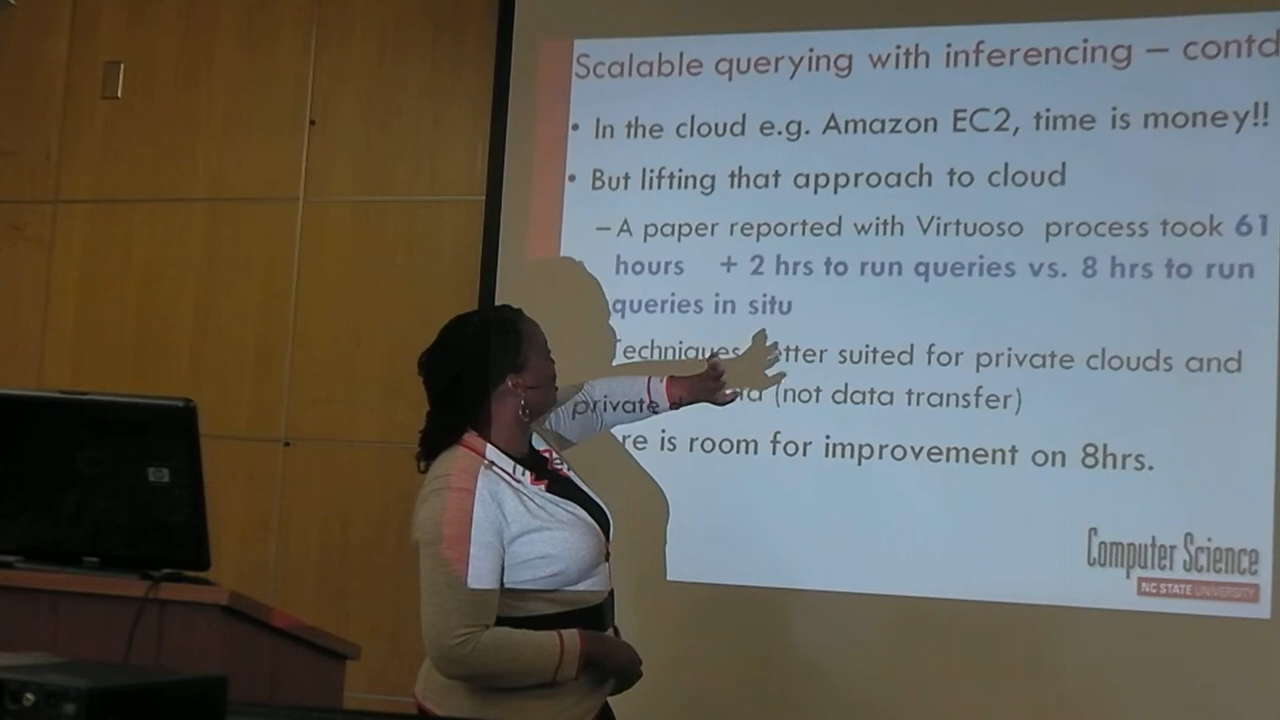 Scalable querying with inferencing – contd
• In the cloud e.g. Amazon EC2, time is money!!
• But lifting that approach to cloud
– A paper reported with Virtuoso process took 61
hours + 2 hrs to run queries vs. 8 hrs to run
queries in situ
Techniques better suited for private clouds and
private (not data transfer)
is room for improvement on 8hrs.
Computer Science
NC STATE UNIVERSITY
hp